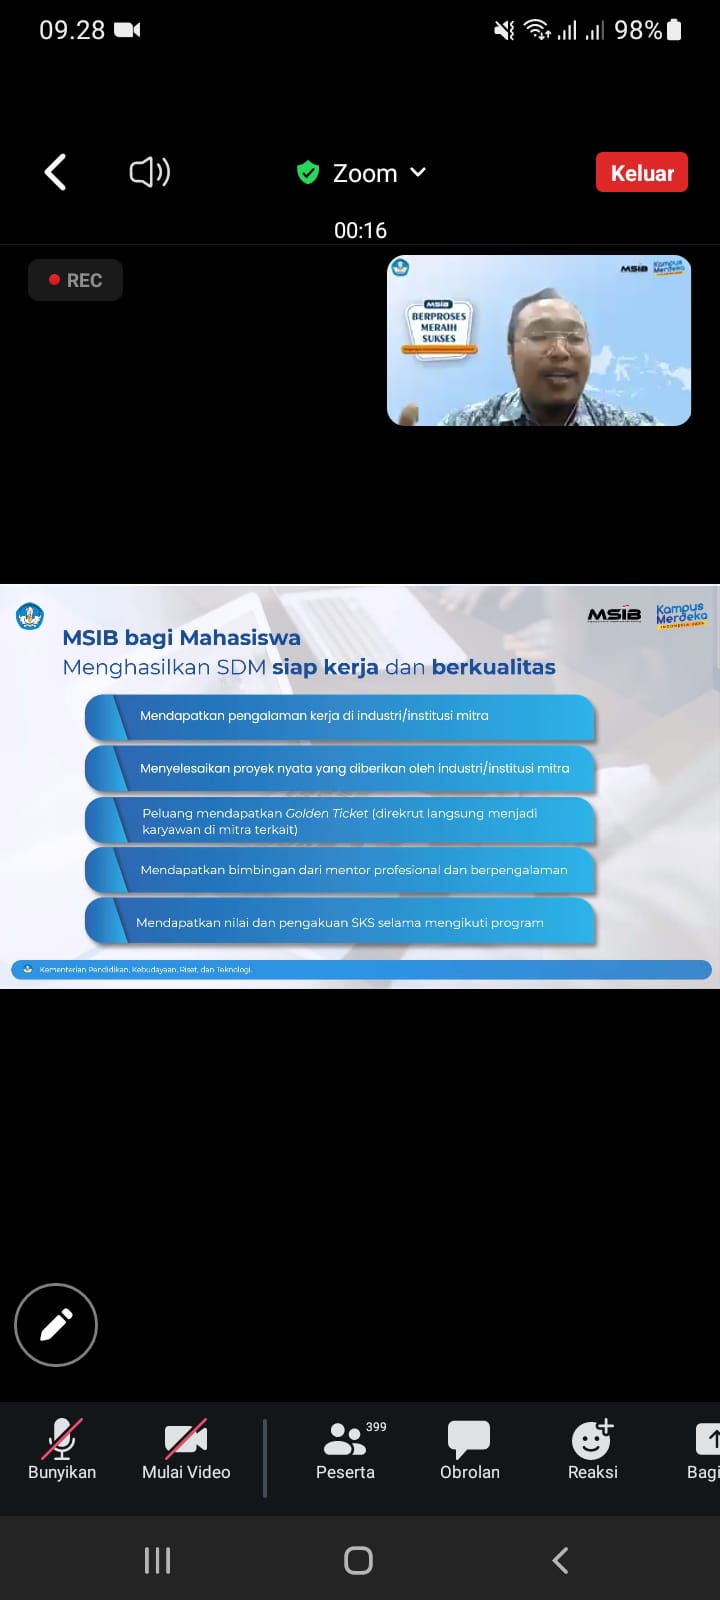 09.28
98%
Zoom
Keluar
00:16
REC
MSIB
Kampus
Merdeka
MSIB
BERPROSES
MERAIH
SUKSES
MSIB
Kampus
Merdeka
INDONESIA JAYA
MSIB bagi Mahasiswa
Menghasilkan SDM siap kerja dan berkualitas
Mendapatkan pengalaman kerja di industri/institusi mitra
Menyelesaikan proyek nyata yang diberikan oleh industri/institusi mitra
Peluang mendapatkan Golden Ticket (direkrut langsung menjadi
karyawan di mitra terkait)
Mendapatkan bimbingan dari mentor profesional dan berpengalaman
Mendapatkan nilai dan pengakuan SKS selama mengikuti program
Kementerian Pendidikan, Kebudayaan, Riset, dan Teknologi.
399
Bunyikan
Mulai Video
Peserta
Obrolan
Reaksi
Bagi